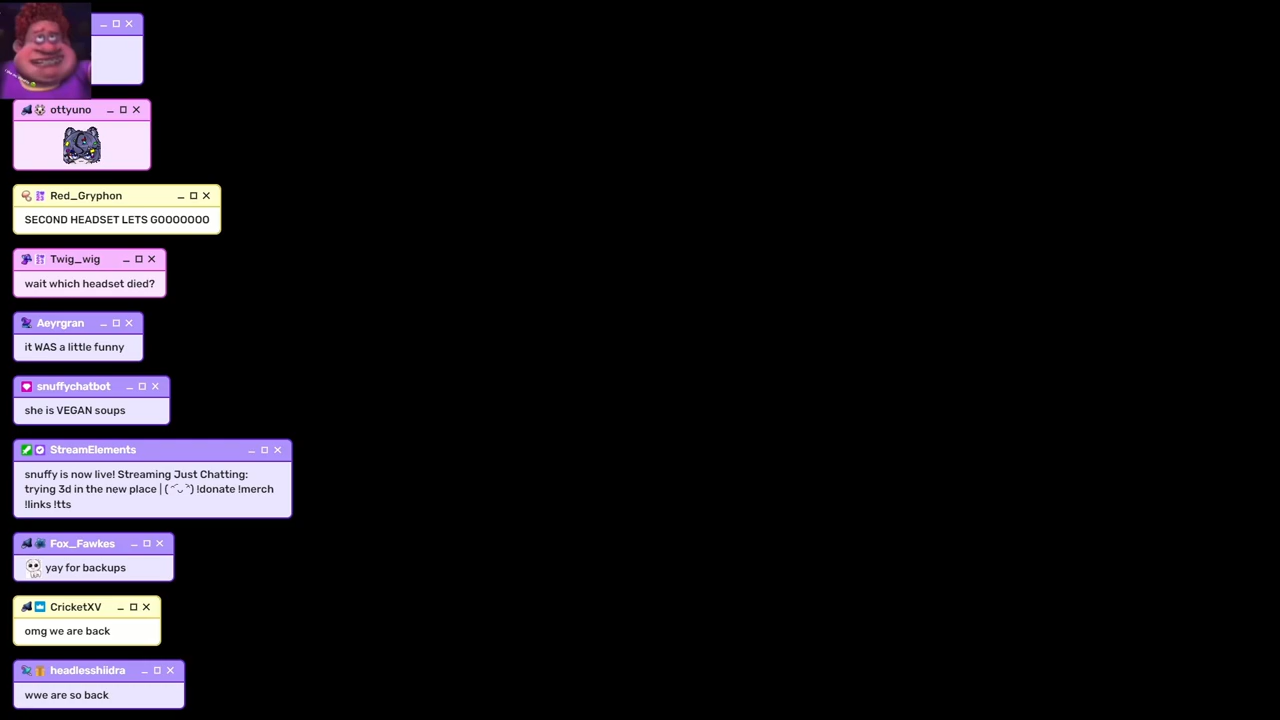 ottyuno
Red_Gryphon
SECOND HEADSET LETS GOOOOOOO
Twig_wig
wait which headset died?
Aeyrgran
it WAS a little funny
snuffychatbot
she is VEGAN soups
StreamElements
snuffy is now live! Streaming Just Chatting:
trying 3d in the new place | ( ˶ˆ꒳ˆ˵ ) !donate !merch
!links !tts
Fox_Fawkes
yay for backups
CricketXV
omg we are back
headlesshiidra
wwe are so back